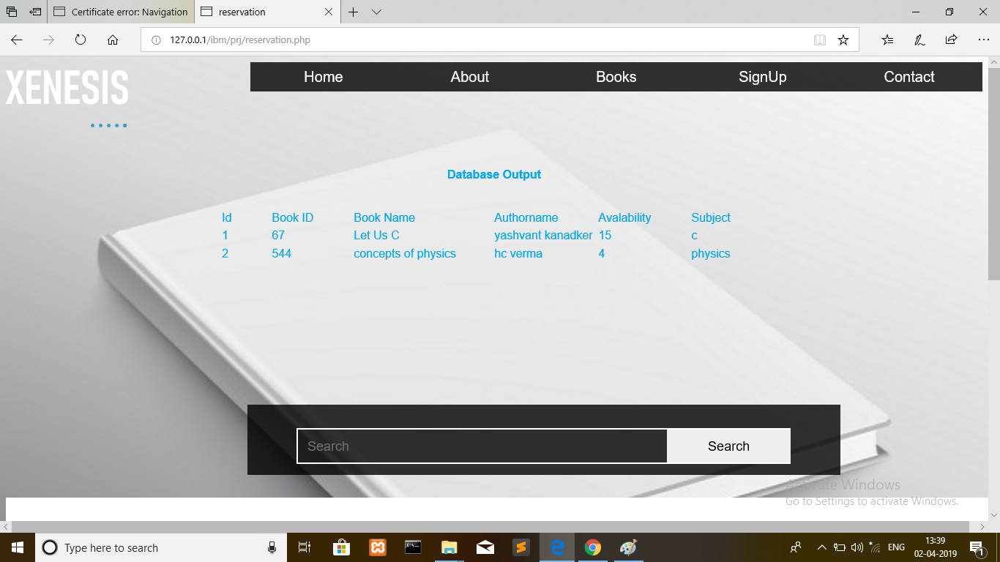 Certificate error: Navigation
reservation
127.0.0.1/ibm/prj/reservation.php
XENESIS
Home About Books SignUp Contact
Database Output
Id Book ID Book Name Authorname Avalability Subject
1 67 Let Us C yashvant kanadker 15 c
2 544 concepts of physics hc verma 4 physics
Search Search
Activate Windows
Go to Settings to activate Windows.
Type here to search
ENG
13:39
02-04-2019
1